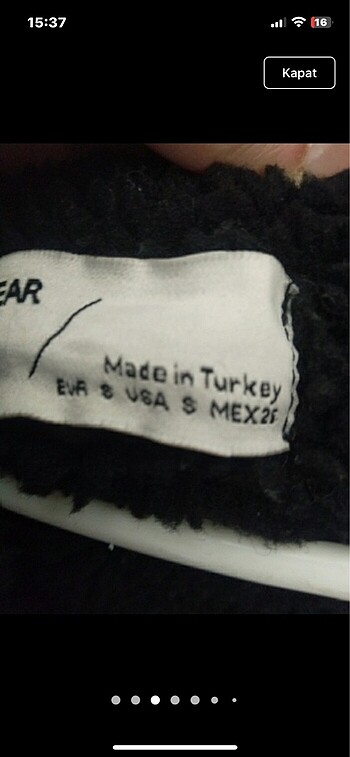 15:37
16
Kapat
EAR
Made in Turkey
EUR S USA S MEX26